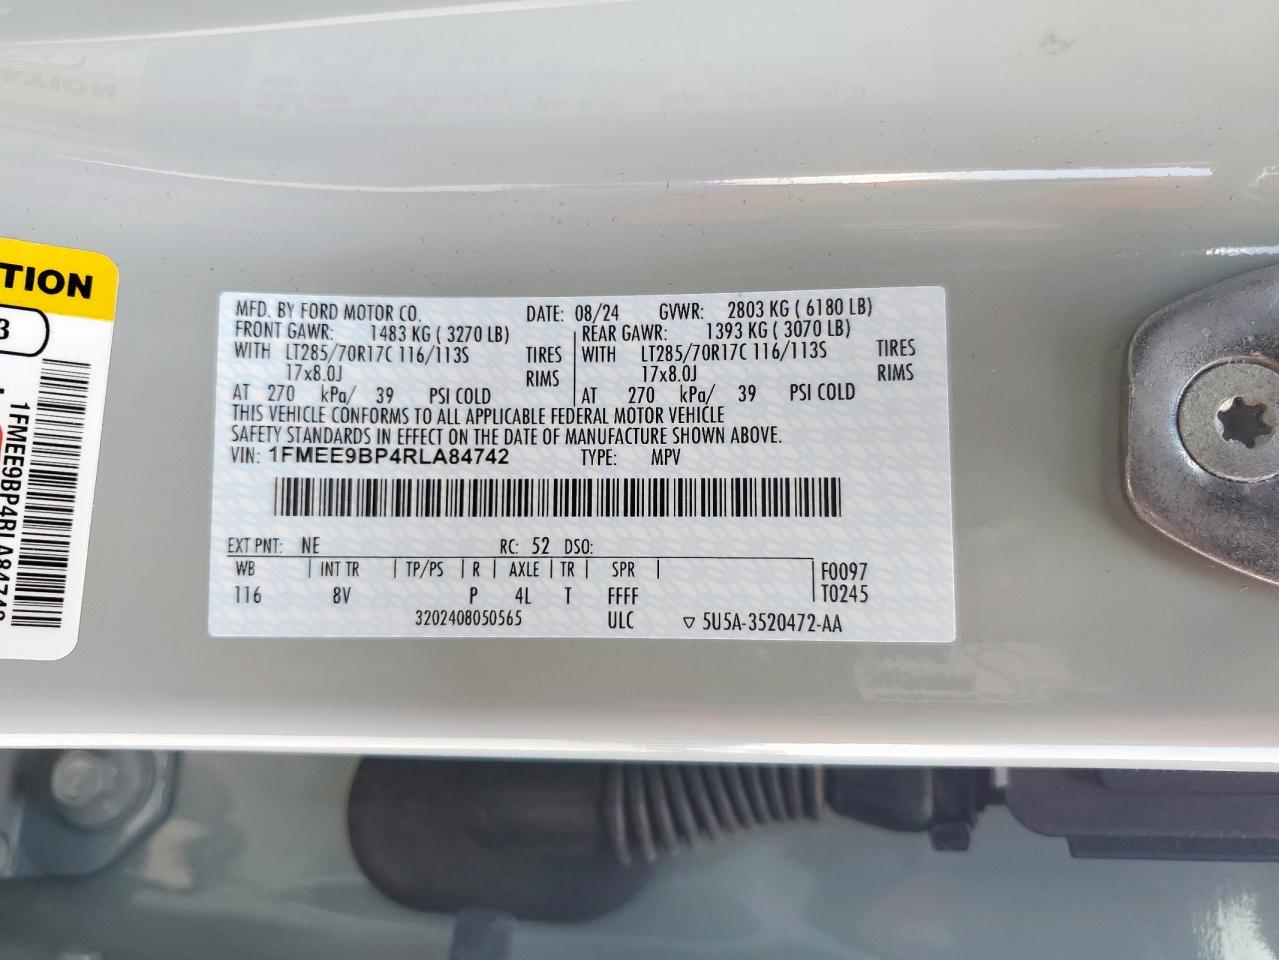 TION
3
1FMEE9BP4RLA84742
MFD. BY FORD MOTOR CO. DATE: 08/24 GVWR: 2803 KG ( 6180 LB)
FRONT GAWR: 1483 KG ( 3270 LB) REAR GAWR: 1393 KG ( 3070 LB)
WITH LT285/70R17C 116/113S TIRES WITH LT285/70R17C 116/113S TIRES
17x8.0J RIMS 17x8.0J RIMS
AT 270 kPa/ 39 PSI COLD AT 270 kPa/ 39 PSI COLD
THIS VEHICLE CONFORMS TO ALL APPLICABLE FEDERAL MOTOR VEHICLE
SAFETY STANDARDS IN EFFECT ON THE DATE OF MANUFACTURE SHOWN ABOVE.
VIN: 1FMEE9BP4RLA84742 TYPE: MPV
EXT PNT: NE RC: 52 DSO:
WB INT TR TP/PS R AXLE TR SPR F0097
116 8V P 4L T FFFF T0245
3202408050565 ULC ▽ 5U5A-3520472-AA